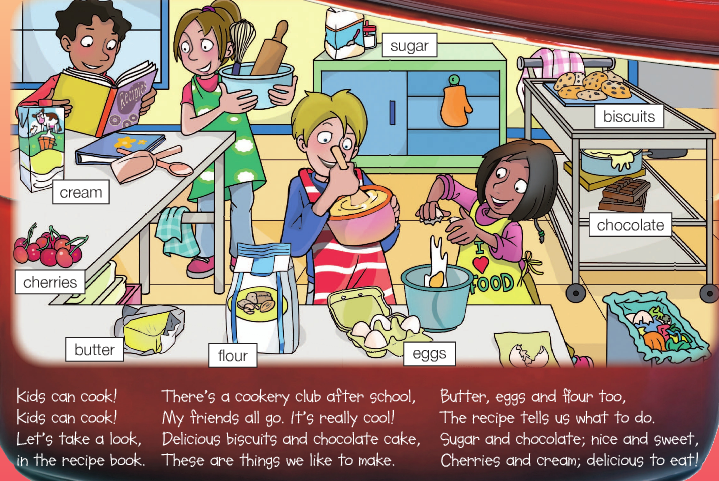 sugar
Recipes
biscuits
cream
chocolate
I
FOOD
cherries
butter
flour
eggs
Kids can cook!
Kids can cook!
Let's take a look,
in the recipe book.
There's a cookery club after school,
My friends all go. It's really cool!
Delicious biscuits and chocolate cake,
These are things we like to make.
Butter, eggs and flour too,
The recipe tells us what to do.
Sugar and chocolate; nice and sweet,
Cherries and cream; delicious to eat!